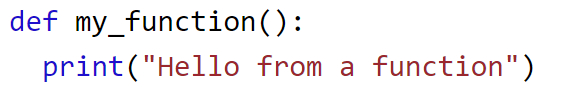 def my_function():
  print("Hello from a function")